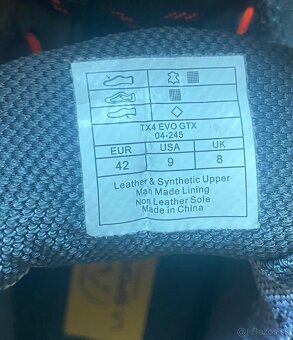 TX4 EVO GTX
04-245
EUR USA UK
42 9 8
Leather & Synthetic Upper
Man Made Lining
Non Leather Sole
Made in China